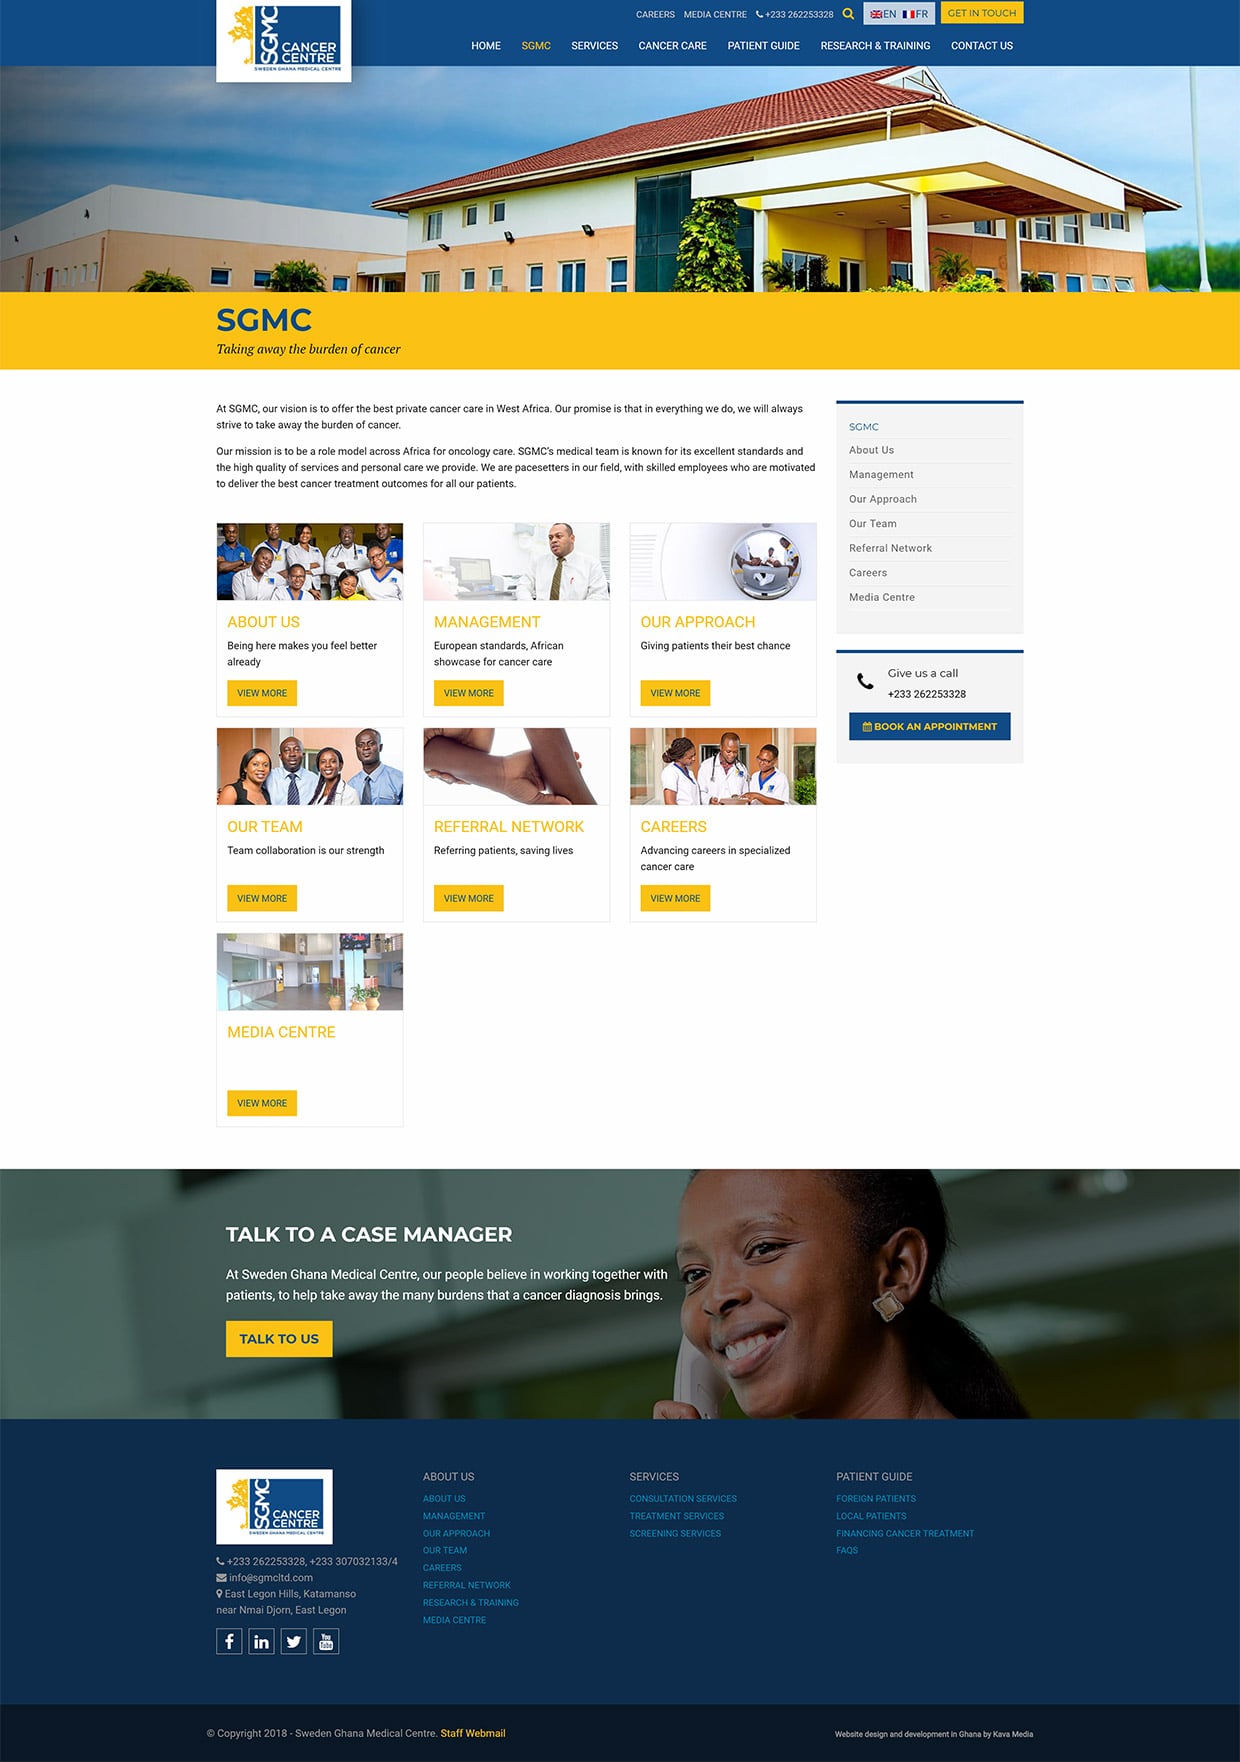 CAREERS MEDIA CENTRE +233 262253328 EN FR GET IN TOUCH
SGMC
CANCER
CENTRE
SWEDEN GHANA MEDICAL CENTRE
HOME SGMC SERVICES CANCER CARE PATIENT GUIDE RESEARCH & TRAINING CONTACT US
SGMC
Taking away the burden of cancer
At SGMC, our vision is to offer the best private cancer care in West Africa. Our promise is that in everything we do, we will always
strive to take away the burden of cancer.
Our mission is to be a role model across Africa for oncology care. SGMC's medical team is known for its excellent standards and
the high quality of services and personal care we provide. We are pacesetters in our field, with skilled employees who are motivated
to deliver the best cancer treatment outcomes for all our patients.
SGMC
About Us
Management
Our Approach
Our Team
Referral Network
Careers
Media Centre
Give us a call
+233 262253328
BOOK AN APPOINTMENT
ABOUT US
Being here makes you feel better
already
VIEW MORE
MANAGEMENT
European standards, African
showcase for cancer care
VIEW MORE
OUR APPROACH
Giving patients their best chance
VIEW MORE
OUR TEAM
Team collaboration is our strength
VIEW MORE
REFERRAL NETWORK
Referring patients, saving lives
VIEW MORE
CAREERS
Advancing careers in specialized
cancer care
VIEW MORE
MEDIA CENTRE
VIEW MORE
TALK TO A CASE MANAGER
At Sweden Ghana Medical Centre, our people believe in working together with
patients, to help take away the many burdens that a cancer diagnosis brings.
TALK TO US
SGMC
CANCER
CENTRE
SWEDEN GHANA MEDICAL CENTRE
+233 262253328, +233 307032133/4
info@sgmcltd.com
East Legon Hills, Katamanso
near Nmai Djorn, East Legon
You
Tube
ABOUT US
ABOUT US
MANAGEMENT
OUR APPROACH
OUR TEAM
CAREERS
REFERRAL NETWORK
RESEARCH & TRAINING
MEDIA CENTRE
SERVICES
CONSULTATION SERVICES
TREATMENT SERVICES
SCREENING SERVICES
PATIENT GUIDE
FOREIGN PATIENTS
LOCAL PATIENTS
FINANCING CANCER TREATMENT
FAQS
© Copyright 2018 - Sweden Ghana Medical Centre. Staff Webmail
Website design and development in Ghana by Kava Media